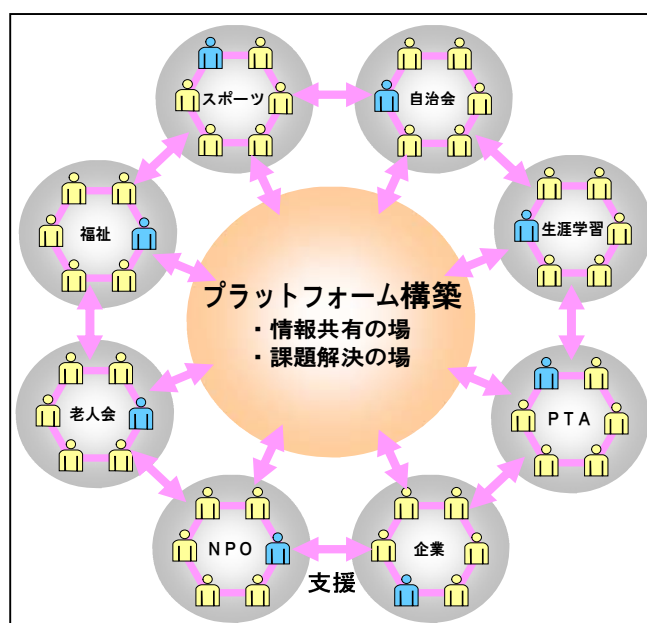 スポーツ
自治会
福祉
生涯学習
プラットフォーム構築
・情報共有の場
・課題解決の場
老人会
ＰＴＡ
ＮＰＯ
企業
支援